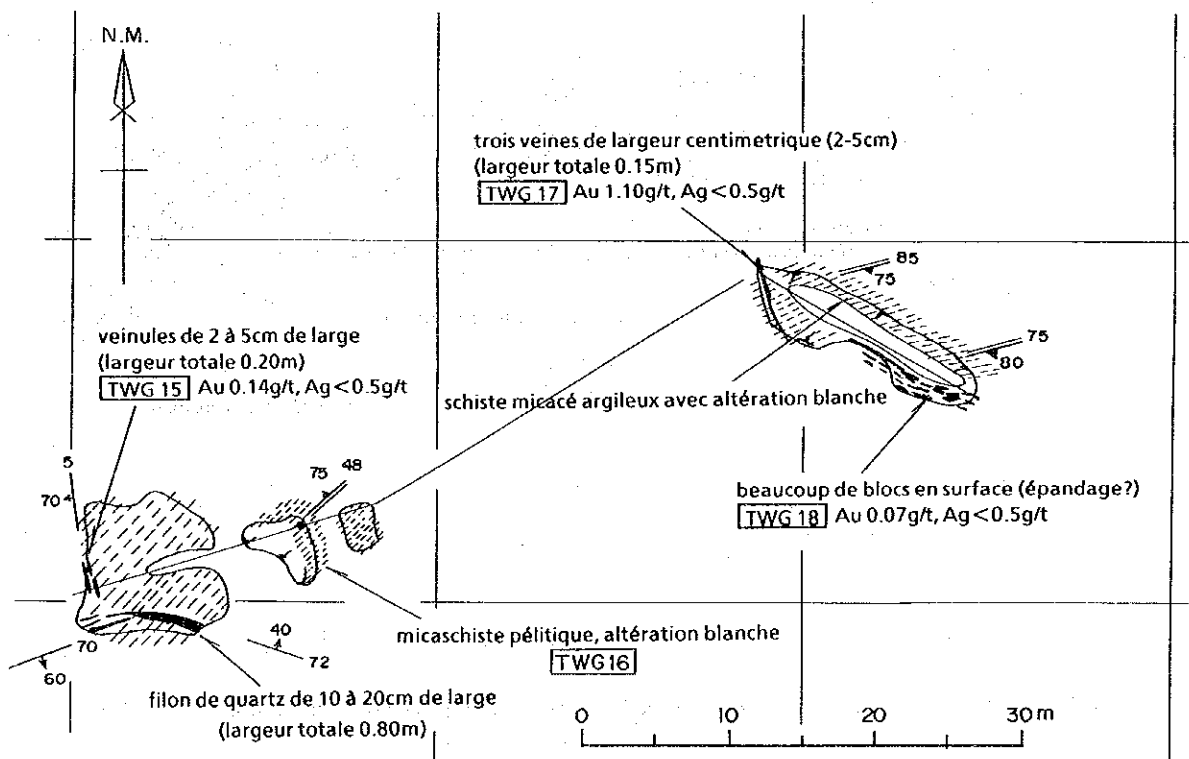 N.M.
trois veines de largeur centimetrique (2-5cm)
(largeur totale 0.15m)
TWG 17 Au 1.10g/t, Ag<0.5g/t
85
75
75
80
veinules de 2 à 5cm de large
(largeur totale 0.20m)
TWG 15 Au 0.14g/t, Ag<0.5g/t
schiste micacé argileux avec altération blanche
5
70
75 48
beaucoup de blocs en surface (épandage?)
TWG 18 Au 0.07g/t, Ag<0.5g/t
micaschiste pélitique, altération blanche
TWG16
70
60
40
72
filon de quartz de 10 à 20cm de large
(largeur totale 0.80m)
0 10 20 30 m